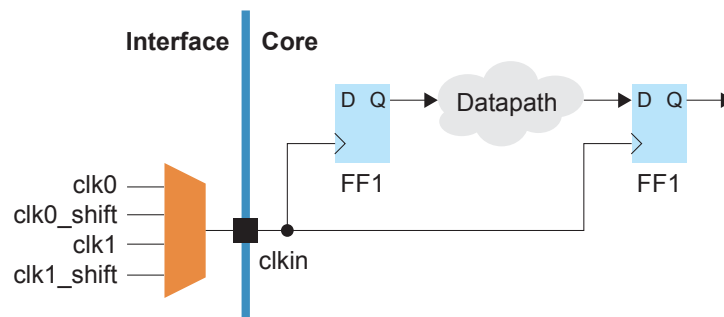 Interface Core
D Q
Datapath
D Q
FF1
FF1
clk0
clk0_shift
clk1
clk1_shift
clkin